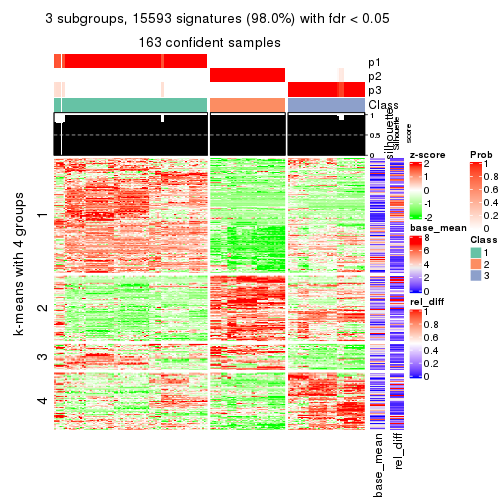 3 subgroups, 15593 signatures (98.0%) with fdr < 0.05
163 confident samples
p1
p2
p3
Class
1
0.5
0
silhouette
Silhouette
score
k-means with 4 groups
1
2
3
4
base_mean
rel_diff
z-score
2
1
0
-1
-2
base_mean
8
6
4
2
0
rel_diff
1
0.8
0.6
0.4
0.2
0
Prob
1
0.8
0.6
0.4
0.2
0
Class
1
2
3